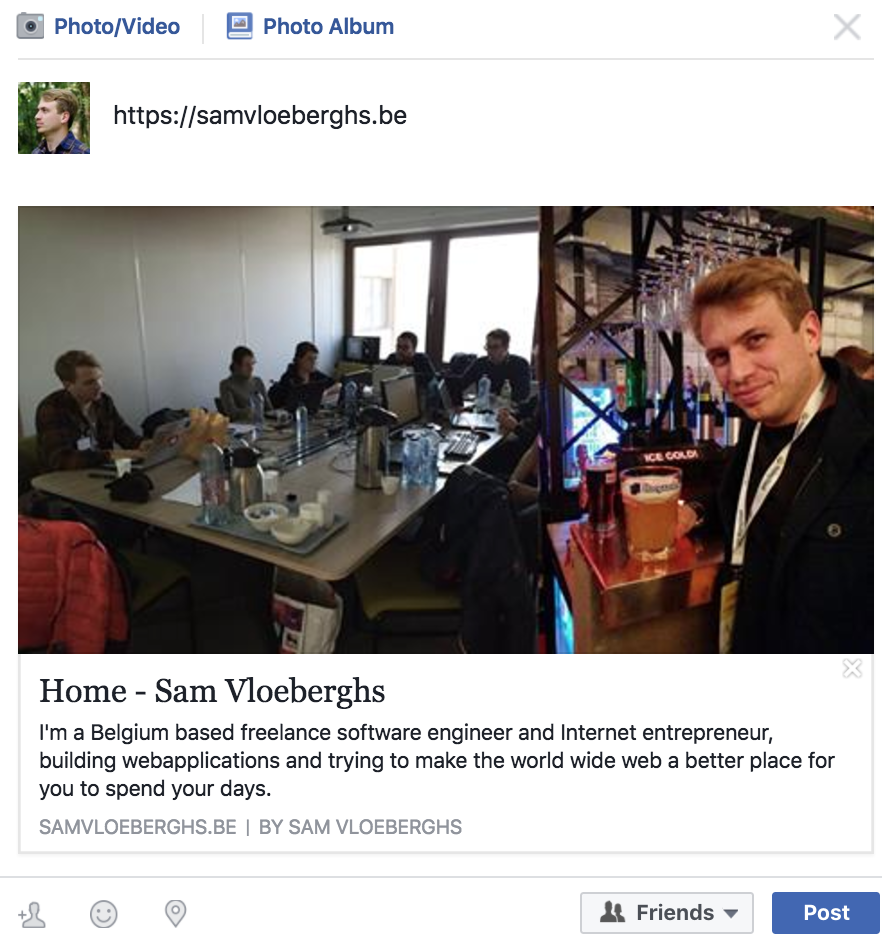 Photo/Video
Photo Album
https://samvloeberghs.be
ICE COLD!
Home - Sam Vloeberghs
I'm a Belgium based freelance software engineer and Internet entrepreneur,
building webapplications and trying to make the world wide web a better place for
you to spend your days.
SAMVLOEBERGHS.BE | BY SAM VLOEBERGHS
Friends
Post